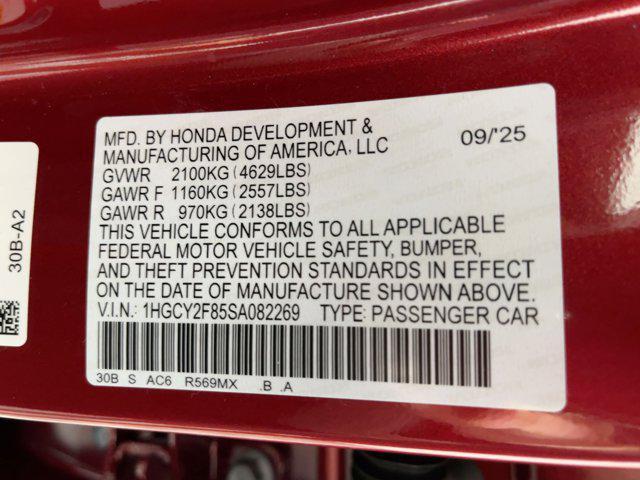 MFD. BY HONDA DEVELOPMENT & 09/'25
MANUFACTURING OF AMERICA, LLC
GVWR 2100KG (4629LBS)
GAWR F 1160KG (2557LBS)
GAWR R 970KG (2138LBS)
THIS VEHICLE CONFORMS TO ALL APPLICABLE
FEDERAL MOTOR VEHICLE SAFETY, BUMPER,
AND THEFT PREVENTION STANDARDS IN EFFECT
ON THE DATE OF MANUFACTURE SHOWN ABOVE.
V.I.N.: 1HGCY2F85SA082269 TYPE: PASSENGER CAR
30B S AC6 R569MX .B .A
30B-A2